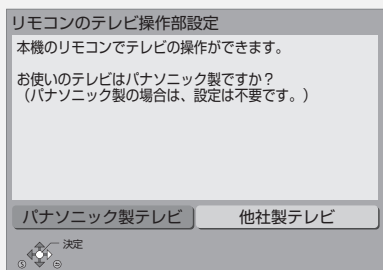 リモコンのテレビ操作部設定
本機のリモコンでテレビの操作ができます。
お使いのテレビはパナソニック製ですか？
（パナソニック製の場合は、設定は不要です。）
パナソニック製テレビ 他社製テレビ
決定